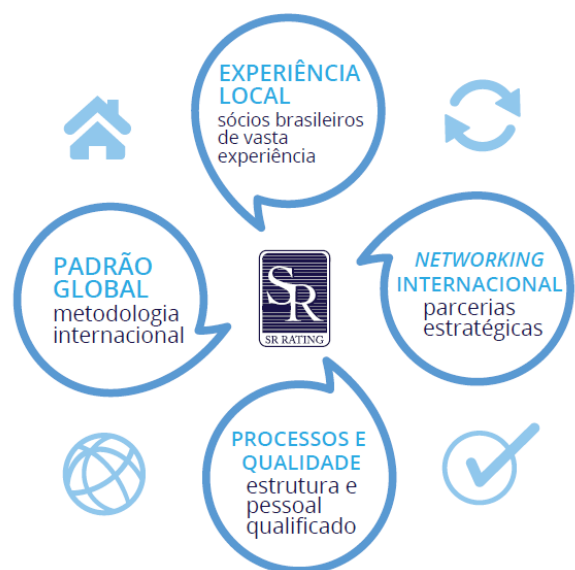 EXPERIÊNCIA
LOCAL
sócios brasileiros
de vasta
experiência
PADRÃO
GLOBAL
metodologia
internacional
SR
SR RATING
NETWORKING
INTERNACIONAL
parcerias
estratégicas
PROCESSOS E
QUALIDADE
estrutura e
pessoal
qualificado